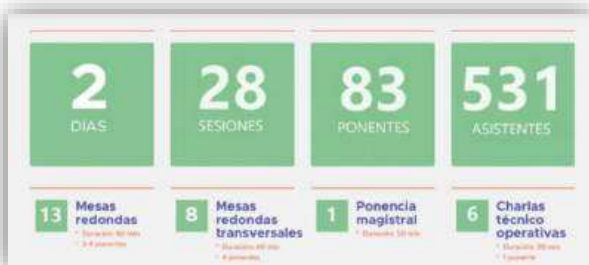 2
DÍAS
28
SESIONES
83
PONENTES
531
ASISTENTES
13
Mesas
redondas
8
Mesas
redondas
transversales
1
Ponencia
magistral
6
Charlas
técnico
operativas